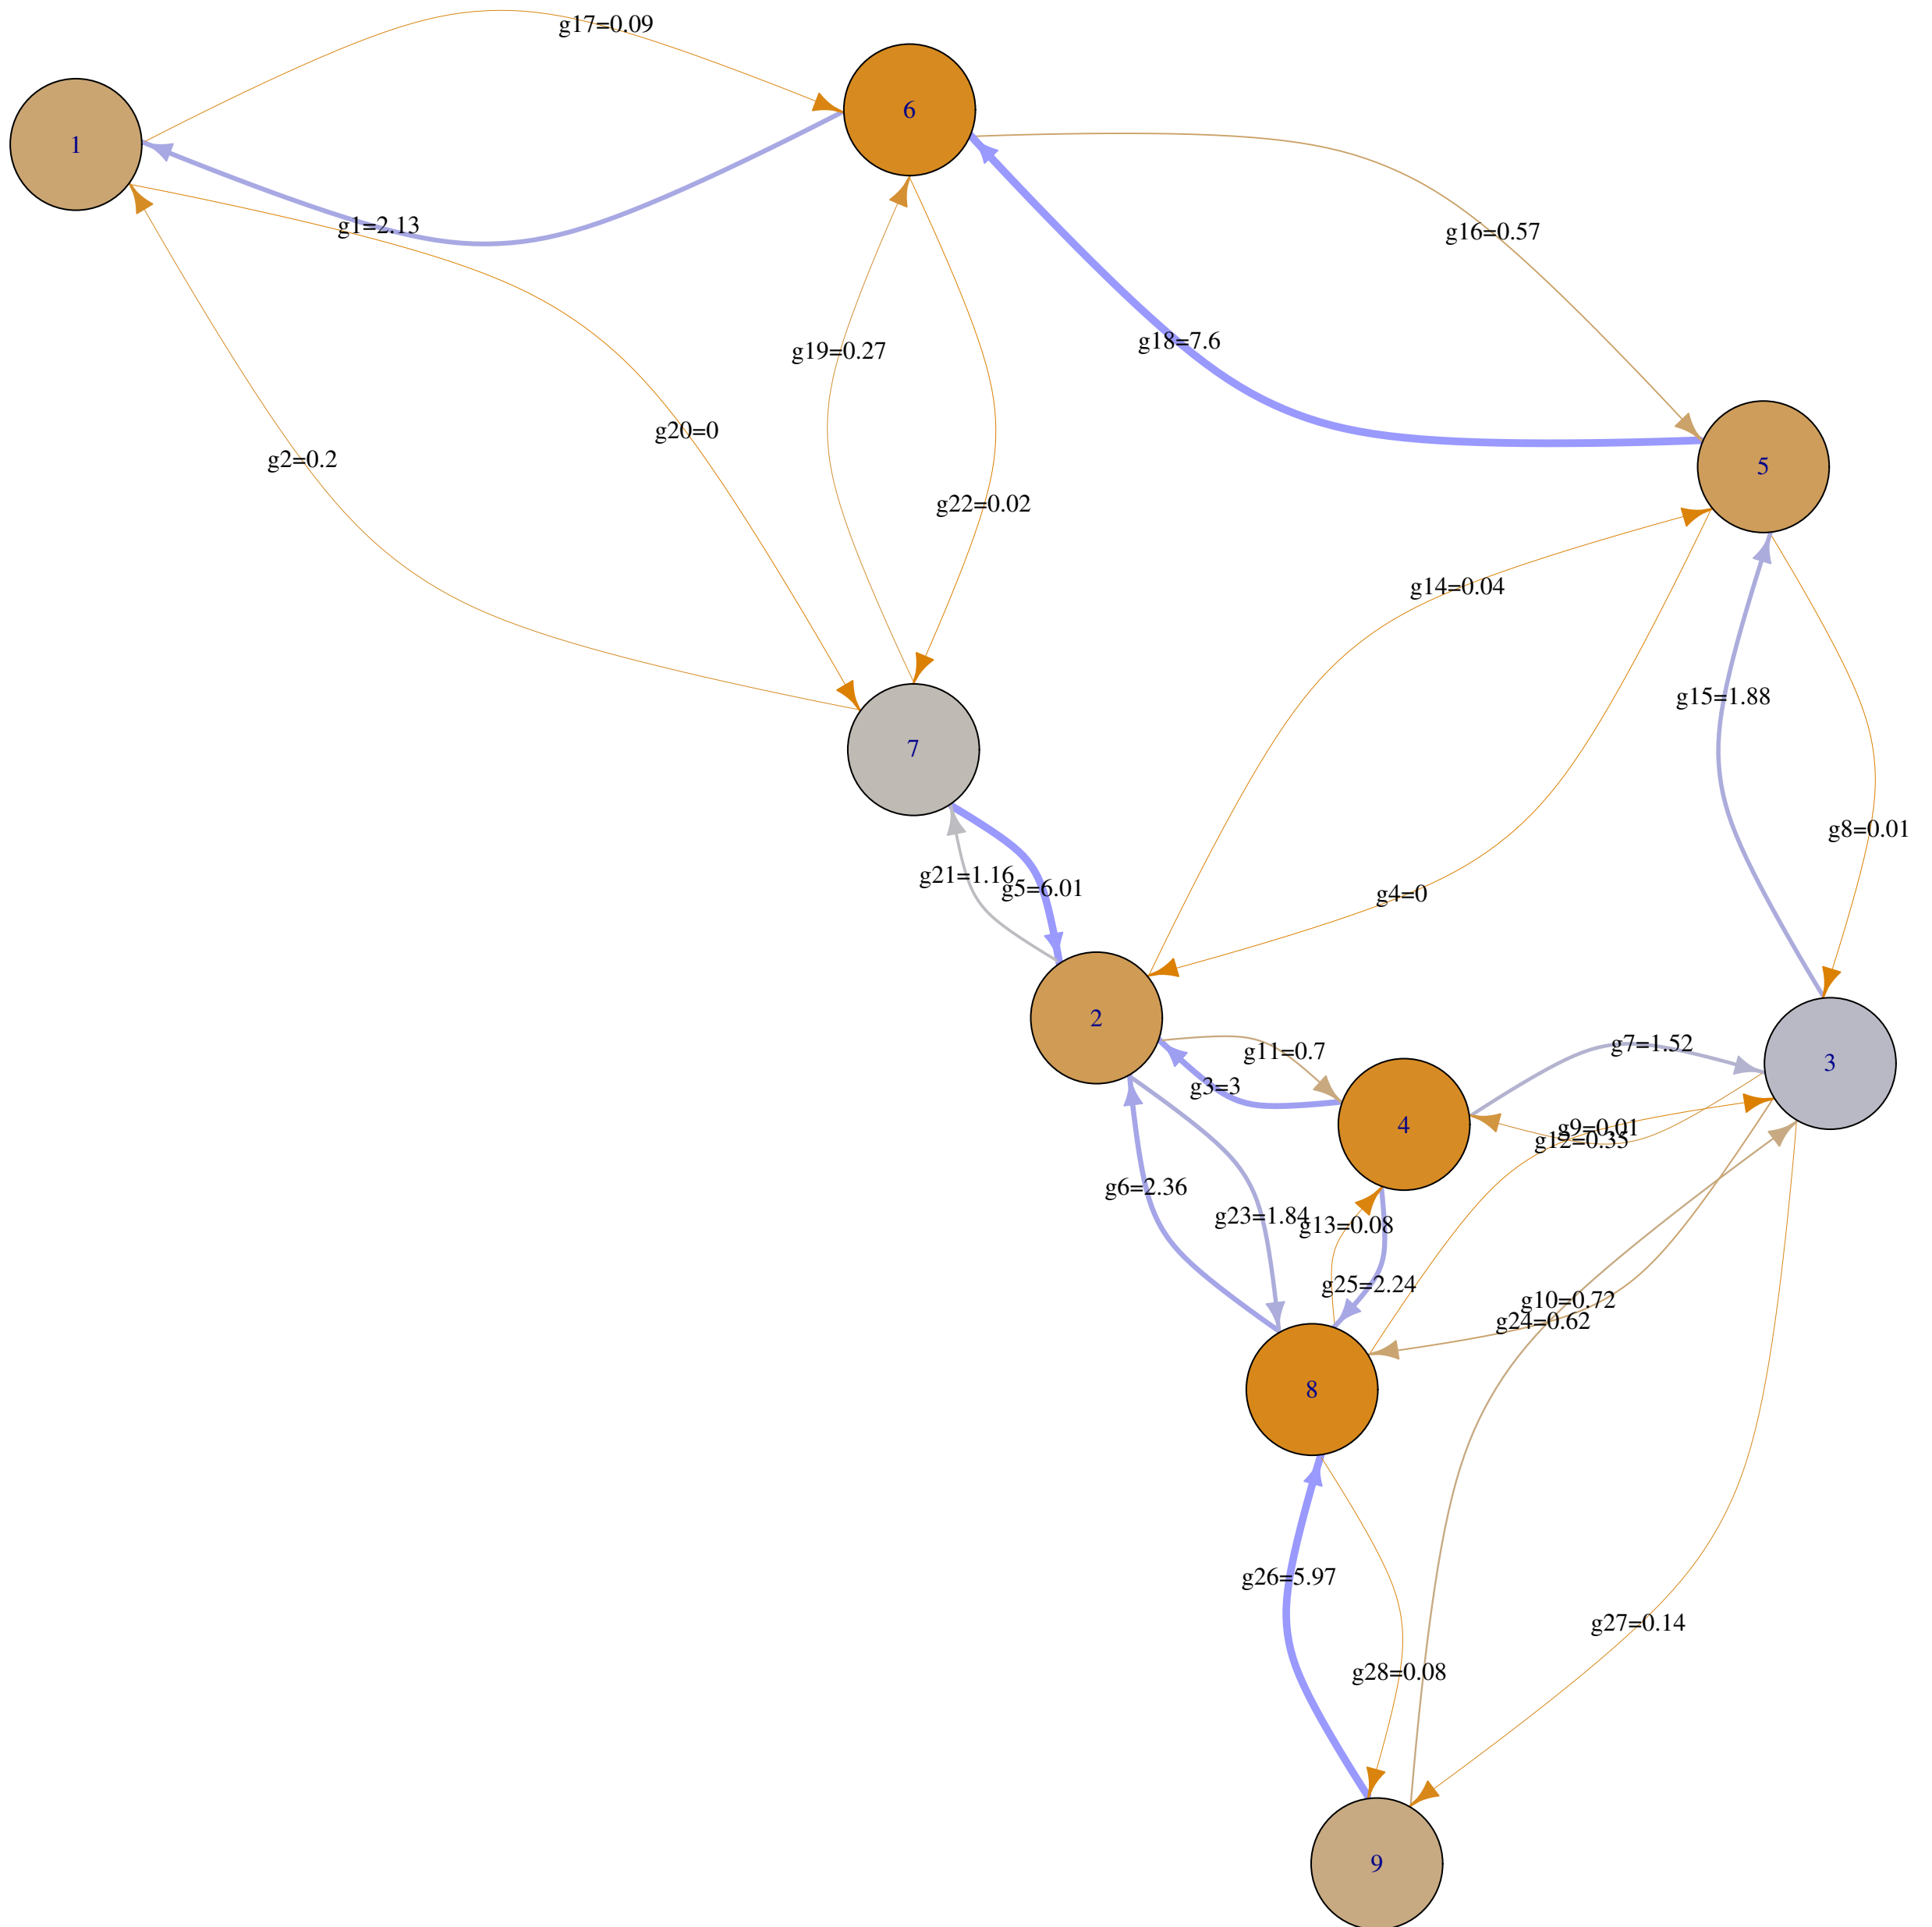 g17=0.09
6
1
g1=2.13
g16=0.57
g18=7.6
g19=0.27
g20=0
g2=0.2
5
g22=0.02
g14=0.04
g15=1.88
7
g8=0.01
g21=1.16
g5=6.01
g4=0
2
g11=0.7
g7=1.52
3
g3=3
4
g9=0.01
g12=0.35
g6=2.36
g23=1.84
g13=0.08
g25=2.24
g10=0.72
g24=0.62
8
g26=5.97
g27=0.14
g28=0.08
9